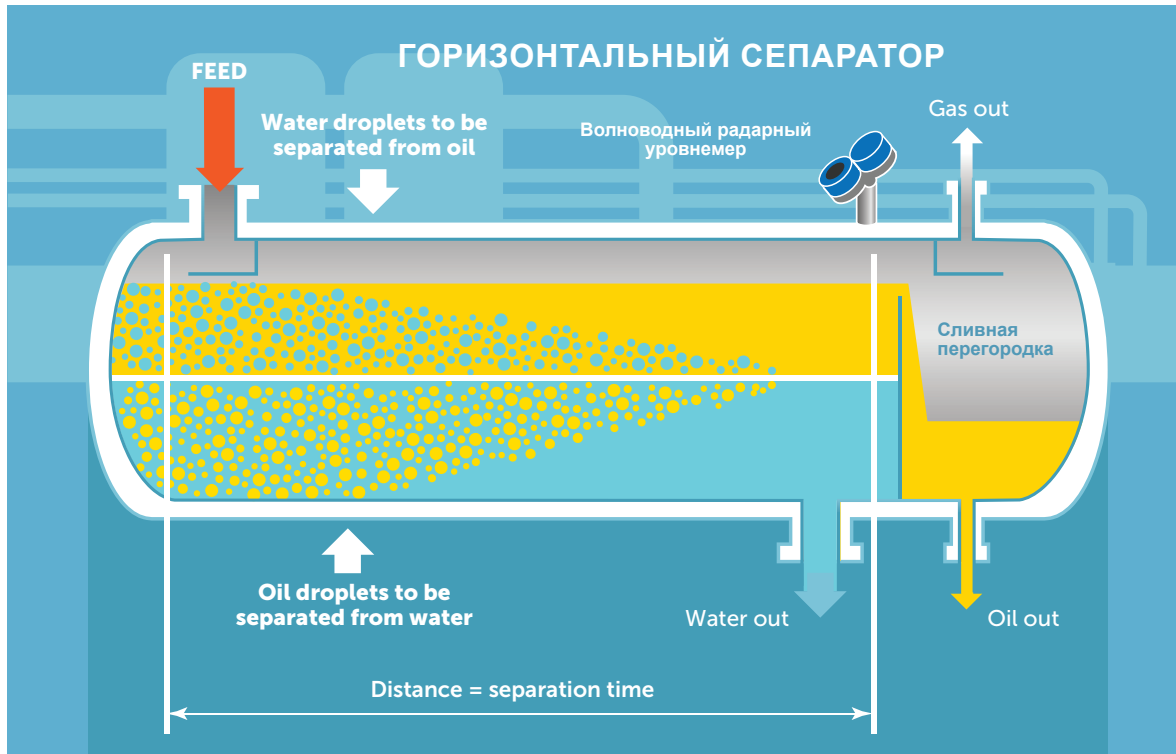 ГОРИЗОНТАЛЬНЫЙ СЕПАРАТОР
FEED
Water droplets to be
separated from oil
Волноводный радарный
уровнемер
Gas out
Сливная
перегородка
Oil droplets to be
separated from water
Water out
Oil out
Distance = separation time